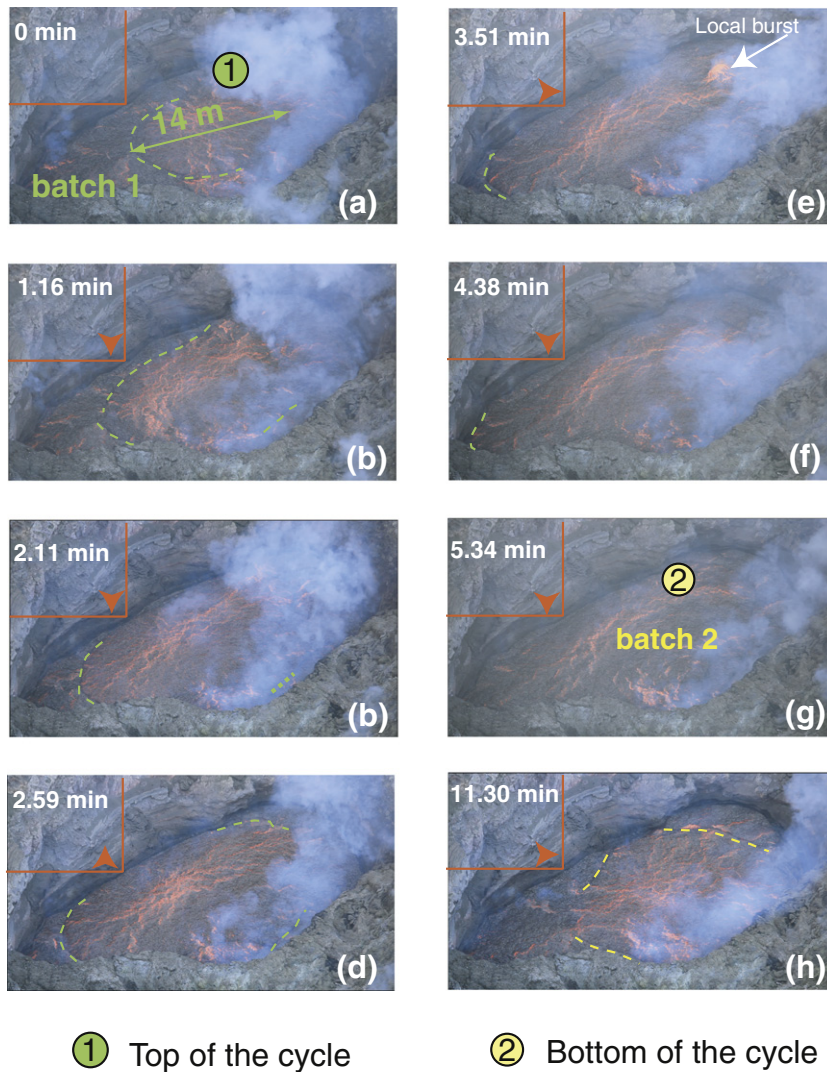 0 min
1
14 m
batch 1
(a)
1.16 min
(b)
2.11 min
(b)
2.59 min
(d)
3.51 min
Local burst
(e)
4.38 min
(f)
5.34 min
2
batch 2
(g)
11.30 min
(h)
1 Top of the cycle
2 Bottom of the cycle